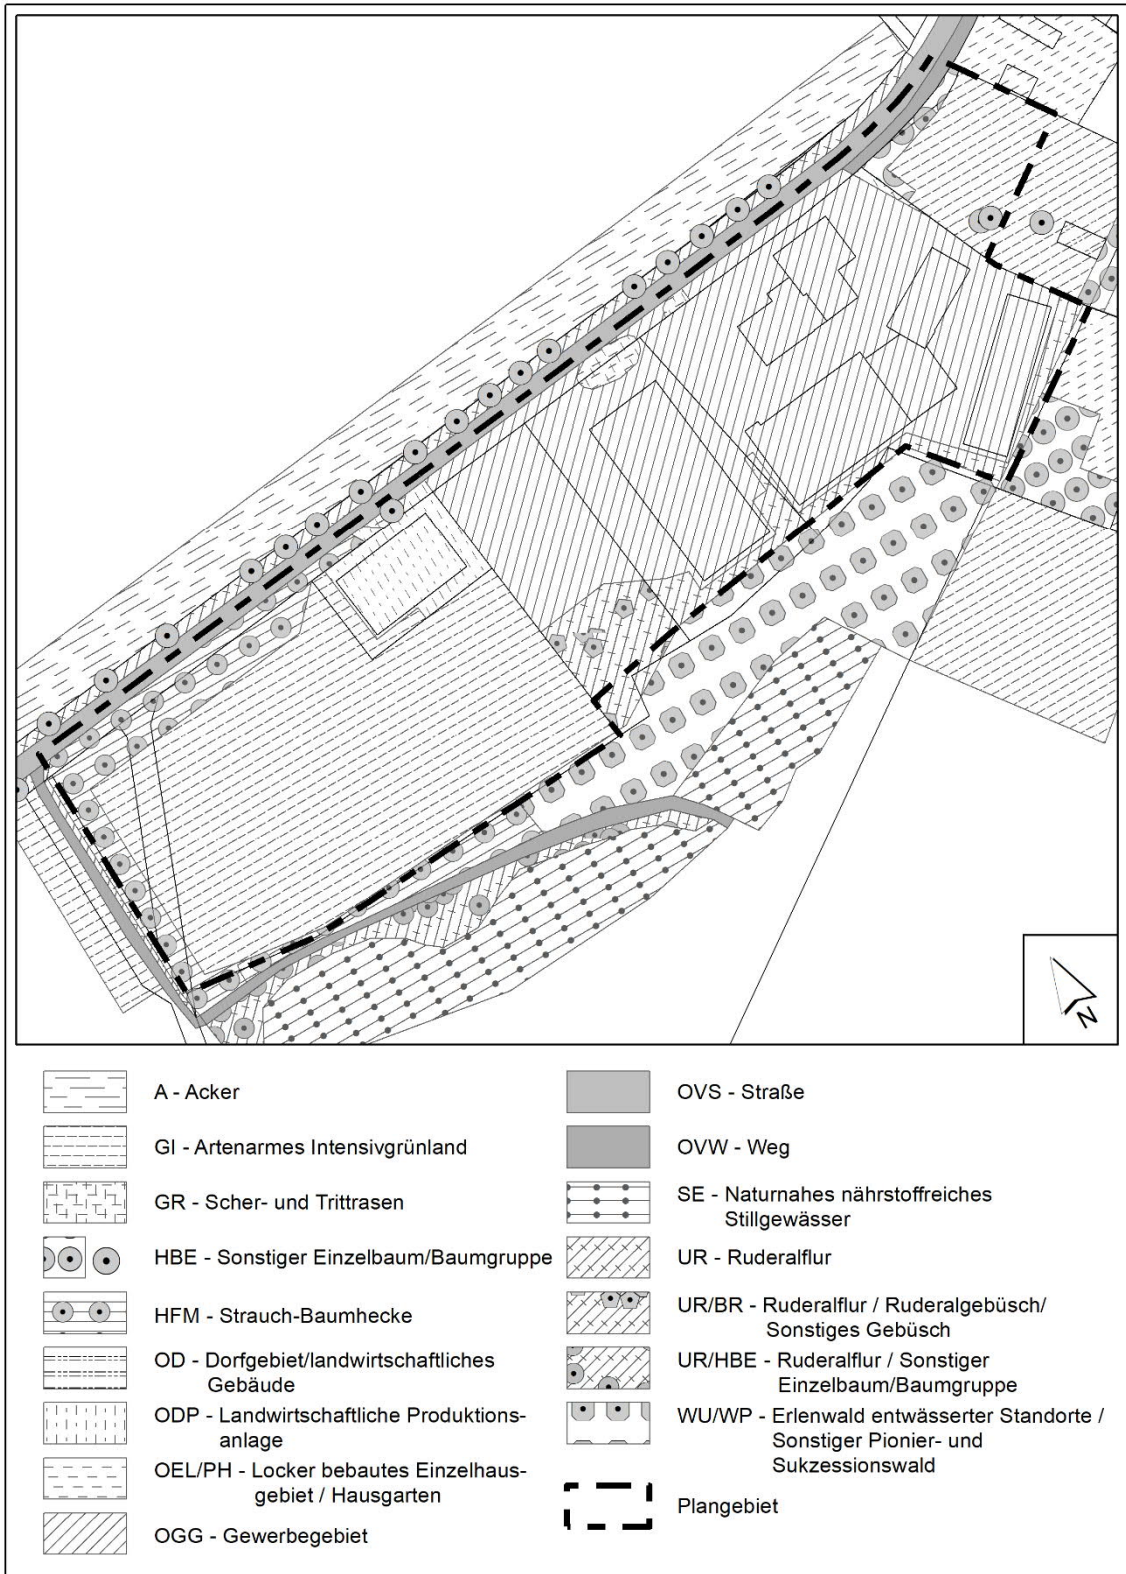 N
A - Acker
GI - Artenarmes Intensivgrünland
GR - Scher- und Trittrasen
HBE - Sonstiger Einzelbaum/Baumgruppe
HFM - Strauch-Baumhecke
OD - Dorfgebiet/landwirtschaftliches
Gebäude
ODP - Landwirtschaftliche Produktions-
anlage
OEL/PH - Locker bebautes Einzelhaus-
gebiet / Hausgarten
OGG - Gewerbegebiet
OVS - Straße
OVW - Weg
SE - Naturnahes nährstoffreiches
Stillgewässer
UR - Ruderalflur
UR/BR - Ruderalflur / Ruderalgebüsch/
Sonstiges Gebüsch
UR/HBE - Ruderalflur / Sonstiger
Einzelbaum/Baumgruppe
WU/WP - Erlenwald entwässerter Standorte /
Sonstiger Pionier- und
Sukzessionswald
Plangebiet